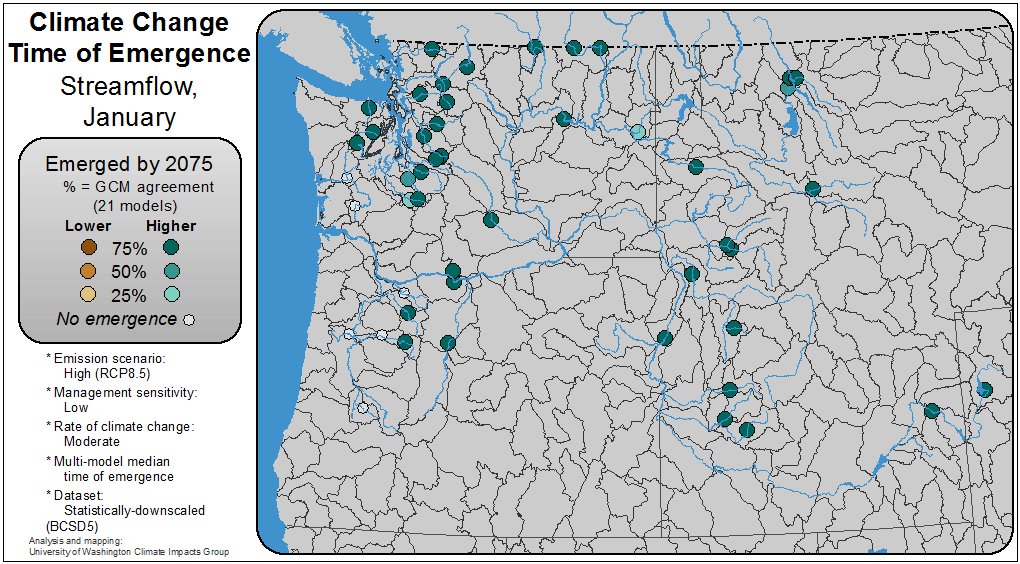 Climate Change
Time of Emergence
Streamflow,
January
Emerged by 2075
% = GCM agreement
(21 models)
Lower Higher
75%
50%
25%
No emergence
* Emission scenario:
High (RCP8.5)
* Management sensitivity:
Low
* Rate of climate change:
Moderate
* Multi-model median
time of emergence
* Dataset:
Statistically-downscaled
(BCSD5)
Analysis and mapping:
University of Washington Climate Impacts Group